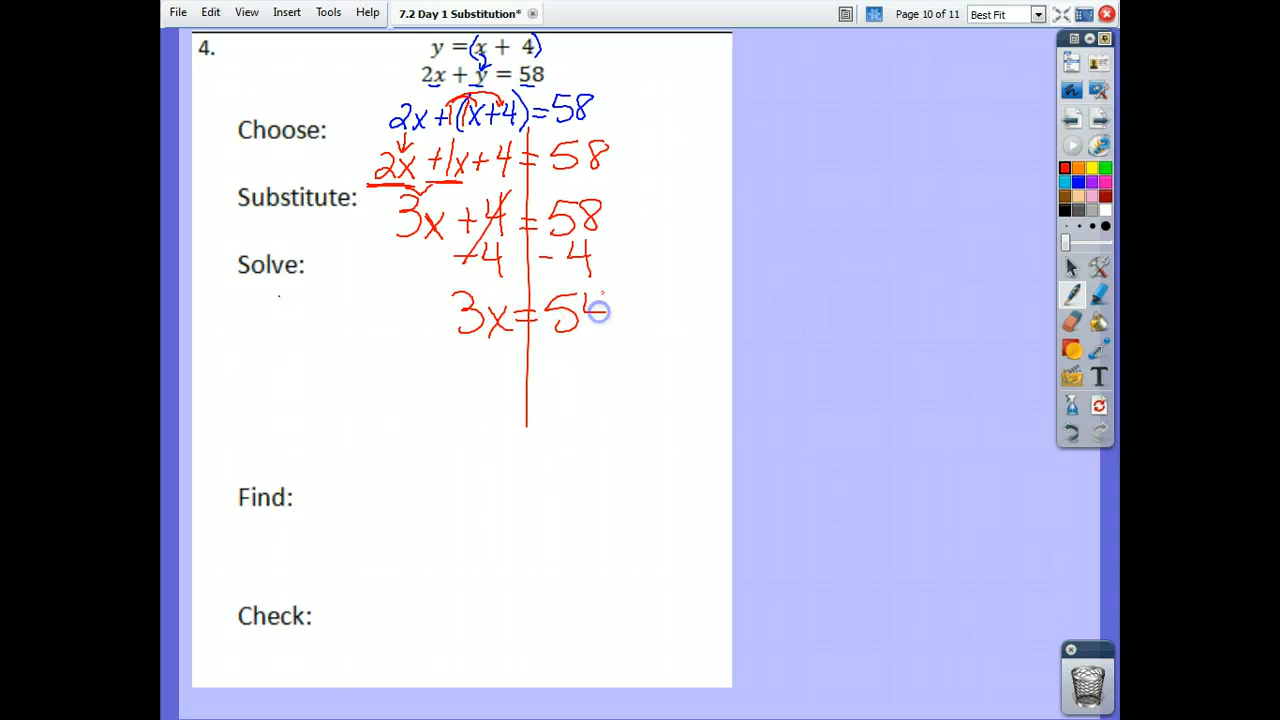 File Edit View Insert Tools Help 7.2 Day 1 Substitution* Page 10 of 11 Best Fit
4.
y = (x + 4)
2x + y = 58
2x+1(1x+4)=58
Choose:
2x +1x+4 = 58
Substitute:
3x +4 = 58
-4 - 4
Solve:
3x = 54
Find:
Check:
T